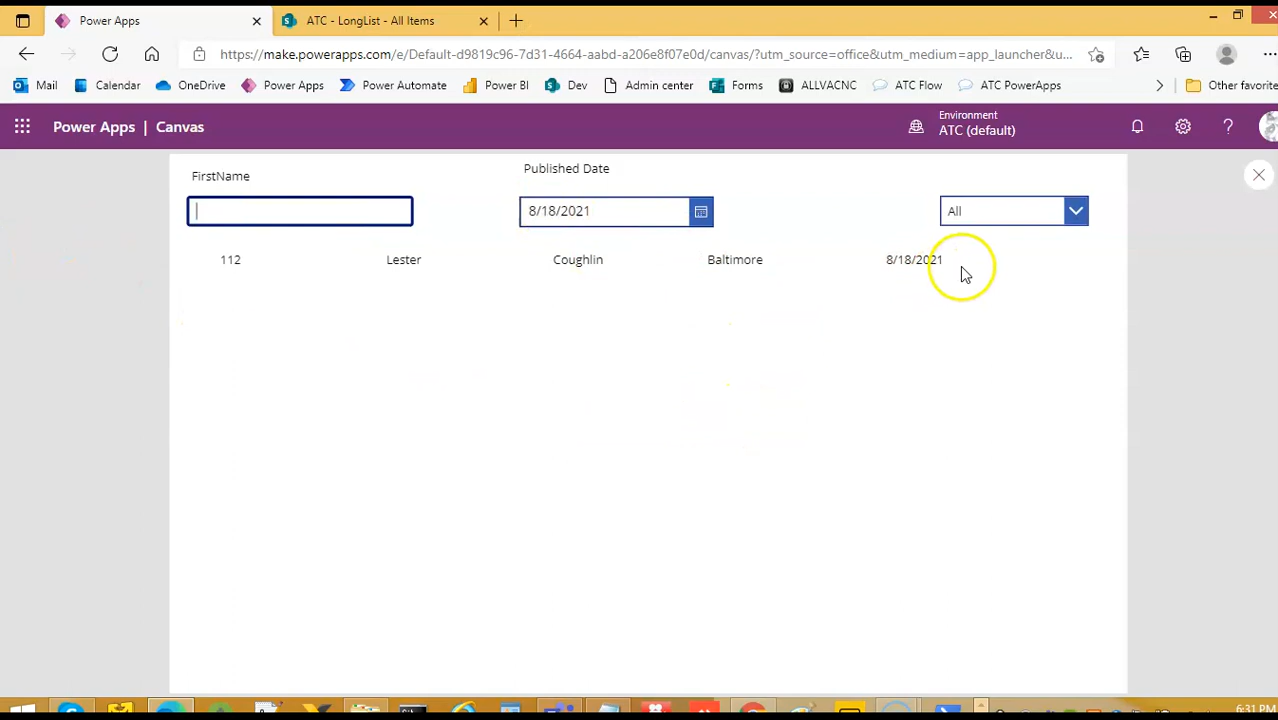 Power Apps
ATC - LongList - All Items
https://make.powerapps.com/e/Default-d9819c96-7d31-4664-aabd-a206e8f07e0d/canvas/?utm_source=office&utm_medium=app_launcher&u...
Mail Calendar OneDrive Power Apps Power Automate Power BI Dev Admin center Forms ALLVACNC ATC Flow ATC PowerApps Other favorite
Power Apps | Canvas
Environment
ATC (default)
FirstName
Published Date
8/18/2021
All
112 Lester Coughlin Baltimore 8/18/2021
6:31 PM